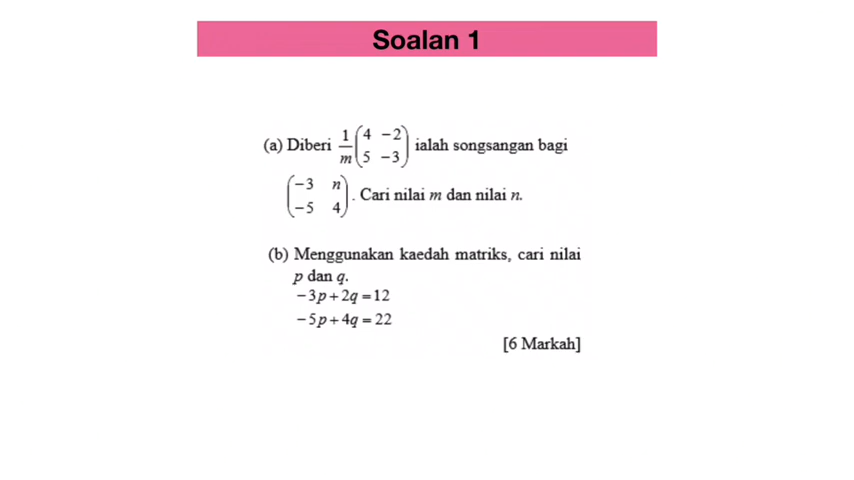 Soalan 1
(a) Diberi 1/m (4 -2
5 -3) ialah songsangan bagi
(-3 n
-5 4). Cari nilai m dan nilai n.
(b) Menggunakan kaedah matriks, cari nilai
p dan q.
-3p+2q=12
-5p+4q=22
[6 Markah]